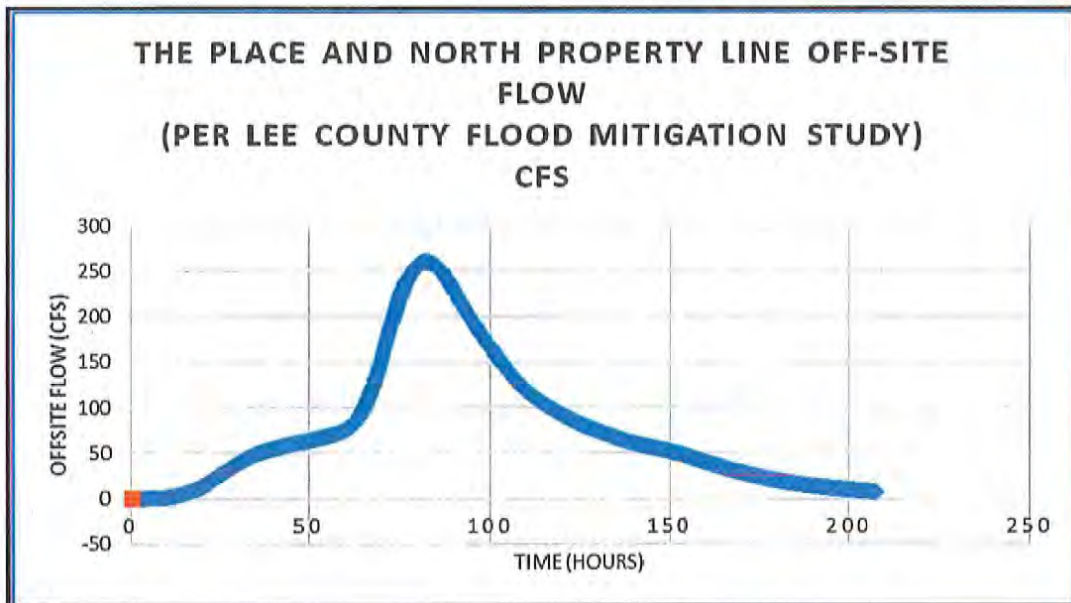 THE PLACE AND NORTH PROPERTY LINE OFF-SITE
FLOW
(PER LEE COUNTY FLOOD MITIGATION STUDY)
CFS
300
250
200
150
100
50
0
-50
OFFSITE FLOW (CFS)
0 50 100 150 200 250
TIME (HOURS)